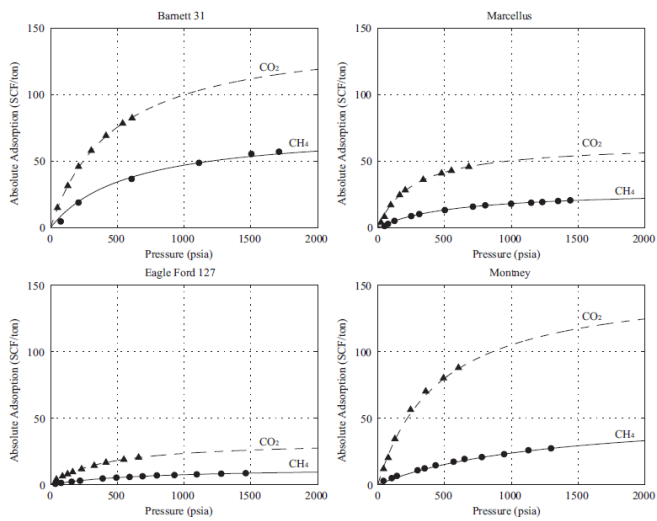 Barnett 31
Absolute Adsorption (SCF/ton)
150
100
50
0
CO₂
CH₄
0 500 1000 1500 2000
Pressure (psia)
Marcellus
Absolute Adsorption (SCF/ton)
150
100
50
0
CO₂
CH₄
0 500 1000 1500 2000
Pressure (psia)
Eagle Ford 127
Absolute Adsorption (SCF/ton)
150
100
50
0
CO₂
CH₄
0 500 1000 1500 2000
Pressure (psia)
Montney
Absolute Adsorption (SCF/ton)
150
100
50
0
CO₂
CH₄
0 500 1000 1500 2000
Pressure (psia)